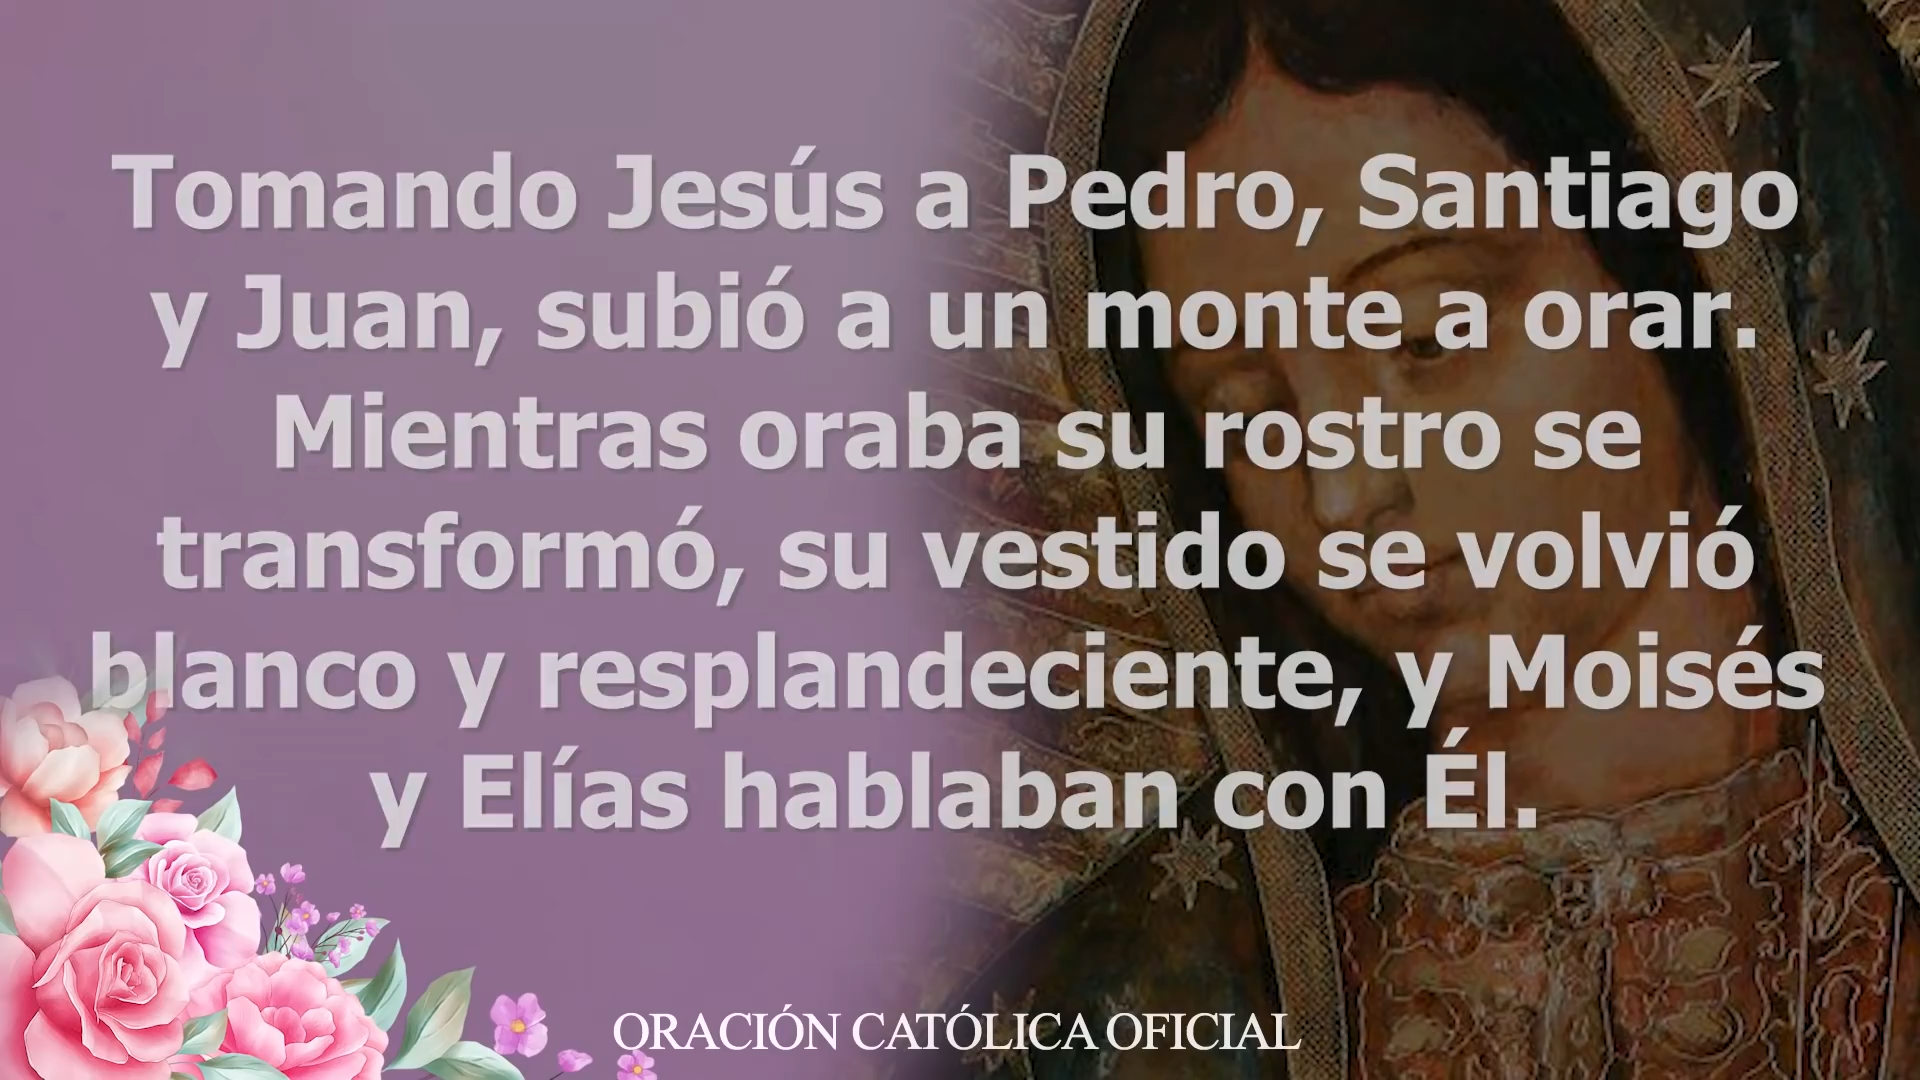 Tomando Jesús a Pedro, Santiago
y Juan, subió a un monte a orar.
Mientras oraba su rostro se
transformó, su vestido se volvió
blanco y resplandeciente, y Moisés
y Elías hablaban con Él.
ORACIÓN CATÓLICA OFICIAL